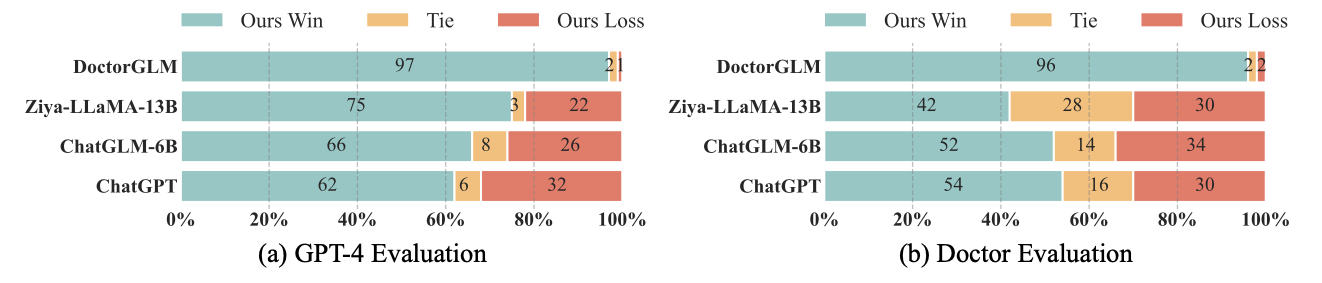 Ours Win Tie Ours Loss
DoctorGLM 97 2 1
Ziya-LLaMA-13B 75 3 22
ChatGLM-6B 66 8 26
ChatGPT 62 6 32
0% 20% 40% 60% 80% 100%
(a) GPT-4 Evaluation
Ours Win Tie Ours Loss
DoctorGLM 96 2 2
Ziya-LLaMA-13B 42 28 30
ChatGLM-6B 52 14 34
ChatGPT 54 16 30
0% 20% 40% 60% 80% 100%
(b) Doctor Evaluation